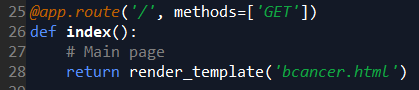 25 @app.route('/', methods=['GET'])
26 def index():
27     # Main page
28     return render_template('bcancer.html')